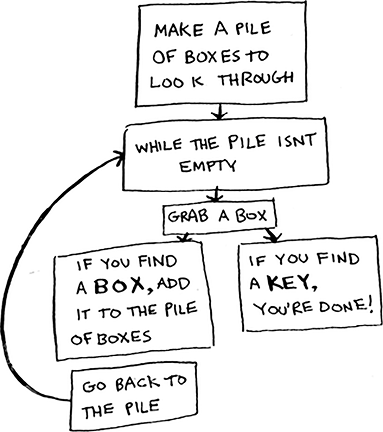 MAKE A PILE
OF BOXES TO
LOOK THROUGH
WHILE THE PILE ISNT
EMPTY
GRAB A BOX
IF YOU FIND
A BOX, ADD
IT TO THE PILE
OF BOXES
IF YOU FIND
A KEY,
YOU'RE DONE!
GO BACK TO
THE PILE